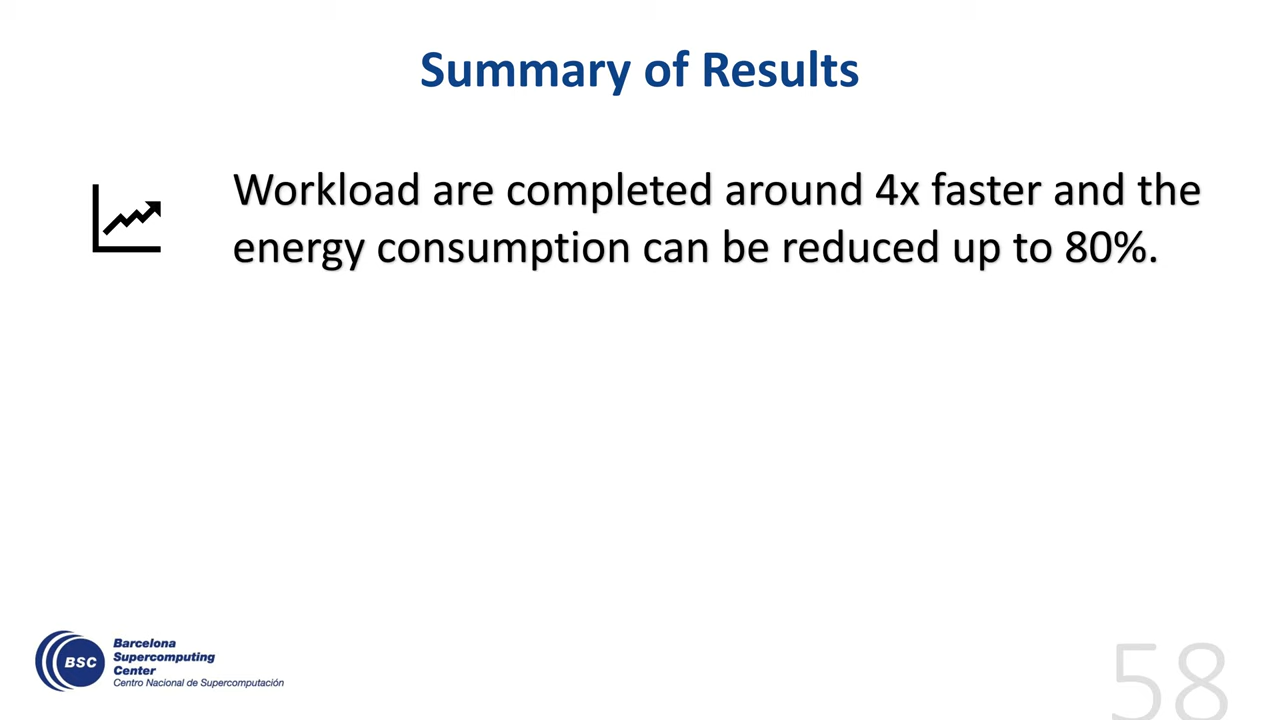 Summary of Results
Workload are completed around 4x faster and the
energy consumption can be reduced up to 80%.
BSC
Barcelona
Supercomputing
Center
Centro Nacional de Supercomputación
58